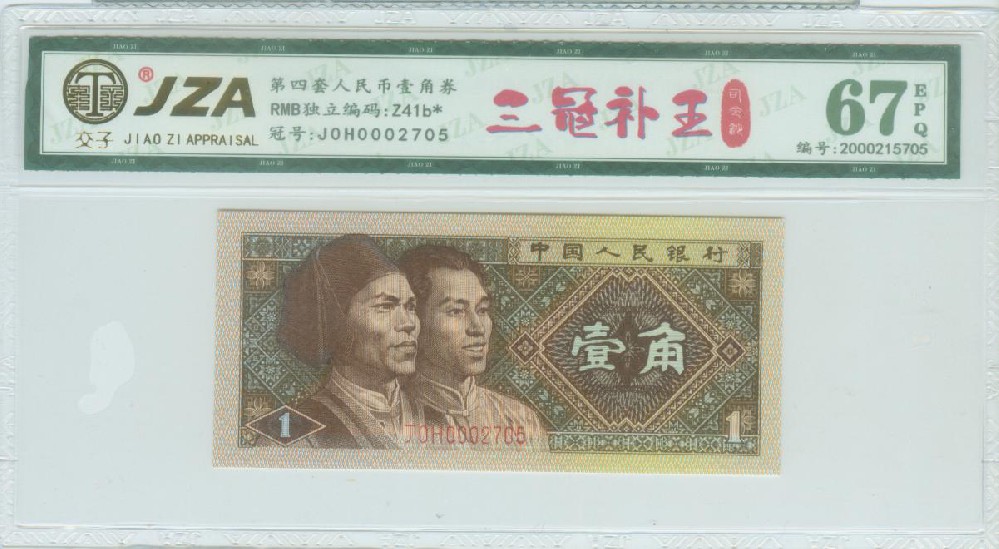 JZA
®
交子 JIAO ZI APPRAISAL
第四套人民币壹角券
RMB独立编码:Z41b*
冠号:J0H0002705
三冠补王
67
EPQ
编号:2000215705
中国人民银行
壹角
1
J0H0002705
1